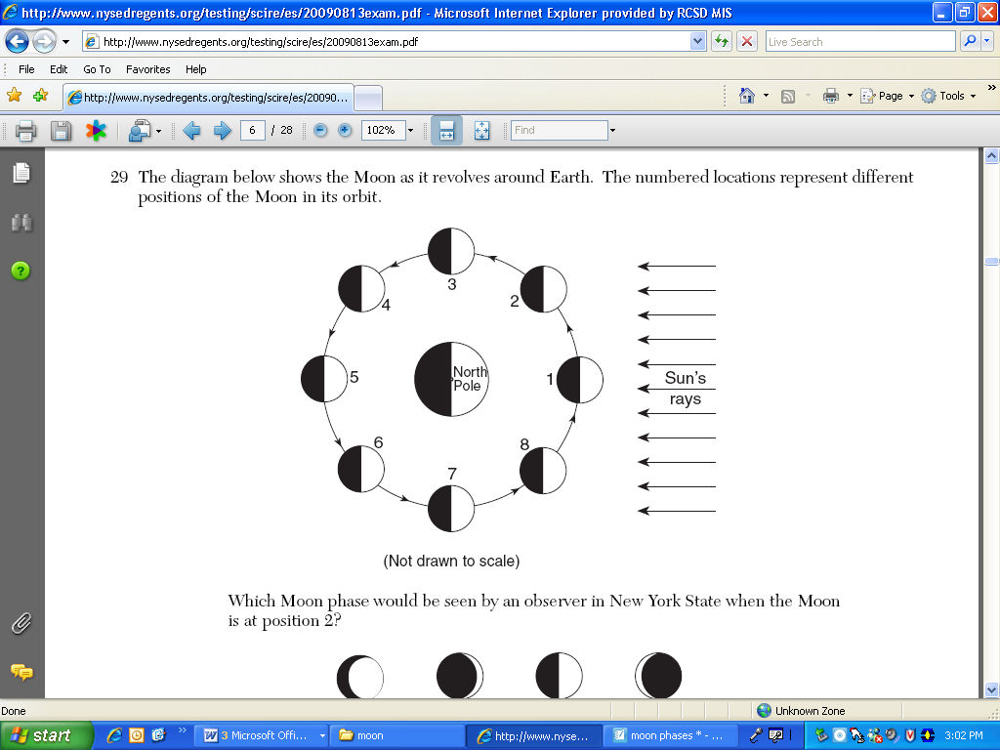 http://www.nysedregents.org/testing/scire/es/20090813exam.pdf - Microsoft Internet Explorer provided by RCSD MIS
http://www.nysedregents.org/testing/scire/es/20090813exam.pdf
Live Search
File Edit Go To Favorites Help
http://www.nysedregents.org/testing/scire/es/20090...
Page Tools
6 / 28 102% Find
29 The diagram below shows the Moon as it revolves around Earth. The numbered locations represent different
positions of the Moon in its orbit.
3
4
2
5
North
Pole
1
Sun's
rays
6
8
7
(Not drawn to scale)
Which Moon phase would be seen by an observer in New York State when the Moon
is at position 2?
Done
Unknown Zone
start
3 Microsoft Offi...
moon
http://www.nyse...
moon phases * - ...
3:02 PM